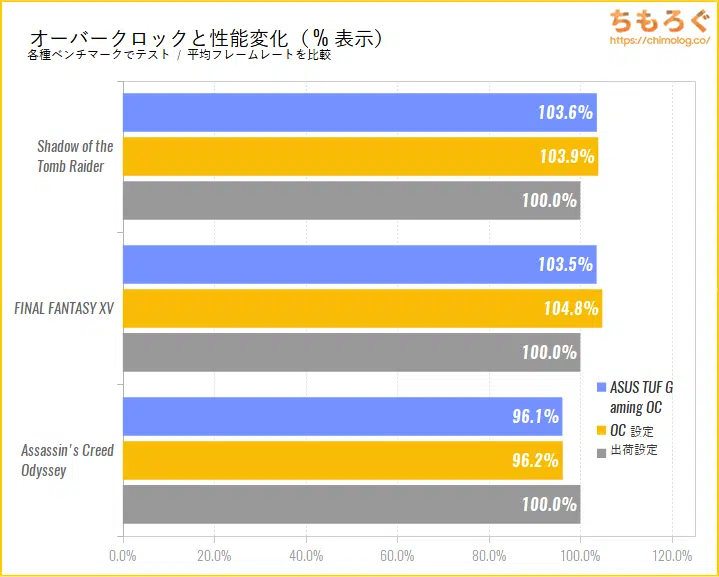 ちもろぐ
https://chimolog.co/
オーバークロックと性能変化（％表示）
各種ベンチマークでテスト / 平均フレームレートを比較
Shadow of the
Tomb Raider
103.6%
103.9%
100.0%
FINAL FANTASY XV
103.5%
104.8%
100.0%
Assassin's Creed
Odyssey
96.1%
96.2%
100.0%
ASUS TUF G
aming OC
OC 設定
出荷設定
0.0% 20.0% 40.0% 60.0% 80.0% 100.0% 120.0%